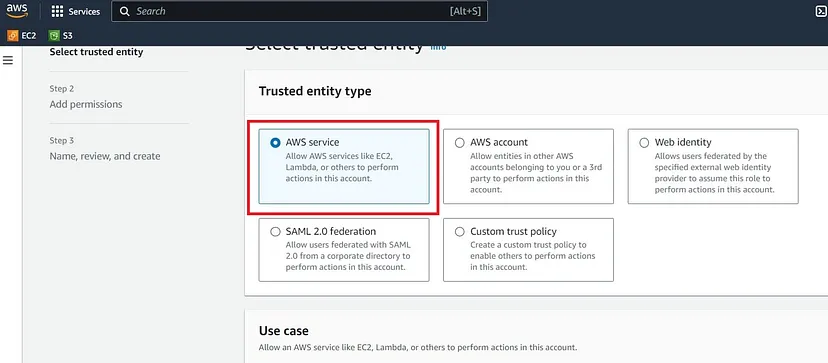 aws
Services
Search
[Alt+S]
EC2
S3
Select trusted entity
Select trusted entity Info
Step 2
Add permissions
Step 3
Name, review, and create
Trusted entity type
AWS service
Allow AWS services like EC2,
Lambda, or others to perform
actions in this account.
AWS account
Allow entities in other AWS
accounts belonging to you or a 3rd
party to perform actions in this
account.
Web identity
Allows users federated by the
specified external web identity
provider to assume this role to
perform actions in this account.
SAML 2.0 federation
Allow users federated with SAML
2.0 from a corporate directory to
perform actions in this account.
Custom trust policy
Create a custom trust policy to
enable others to perform actions
in this account.
Use case
Allow an AWS service like EC2, Lambda, or others to perform actions in this account.